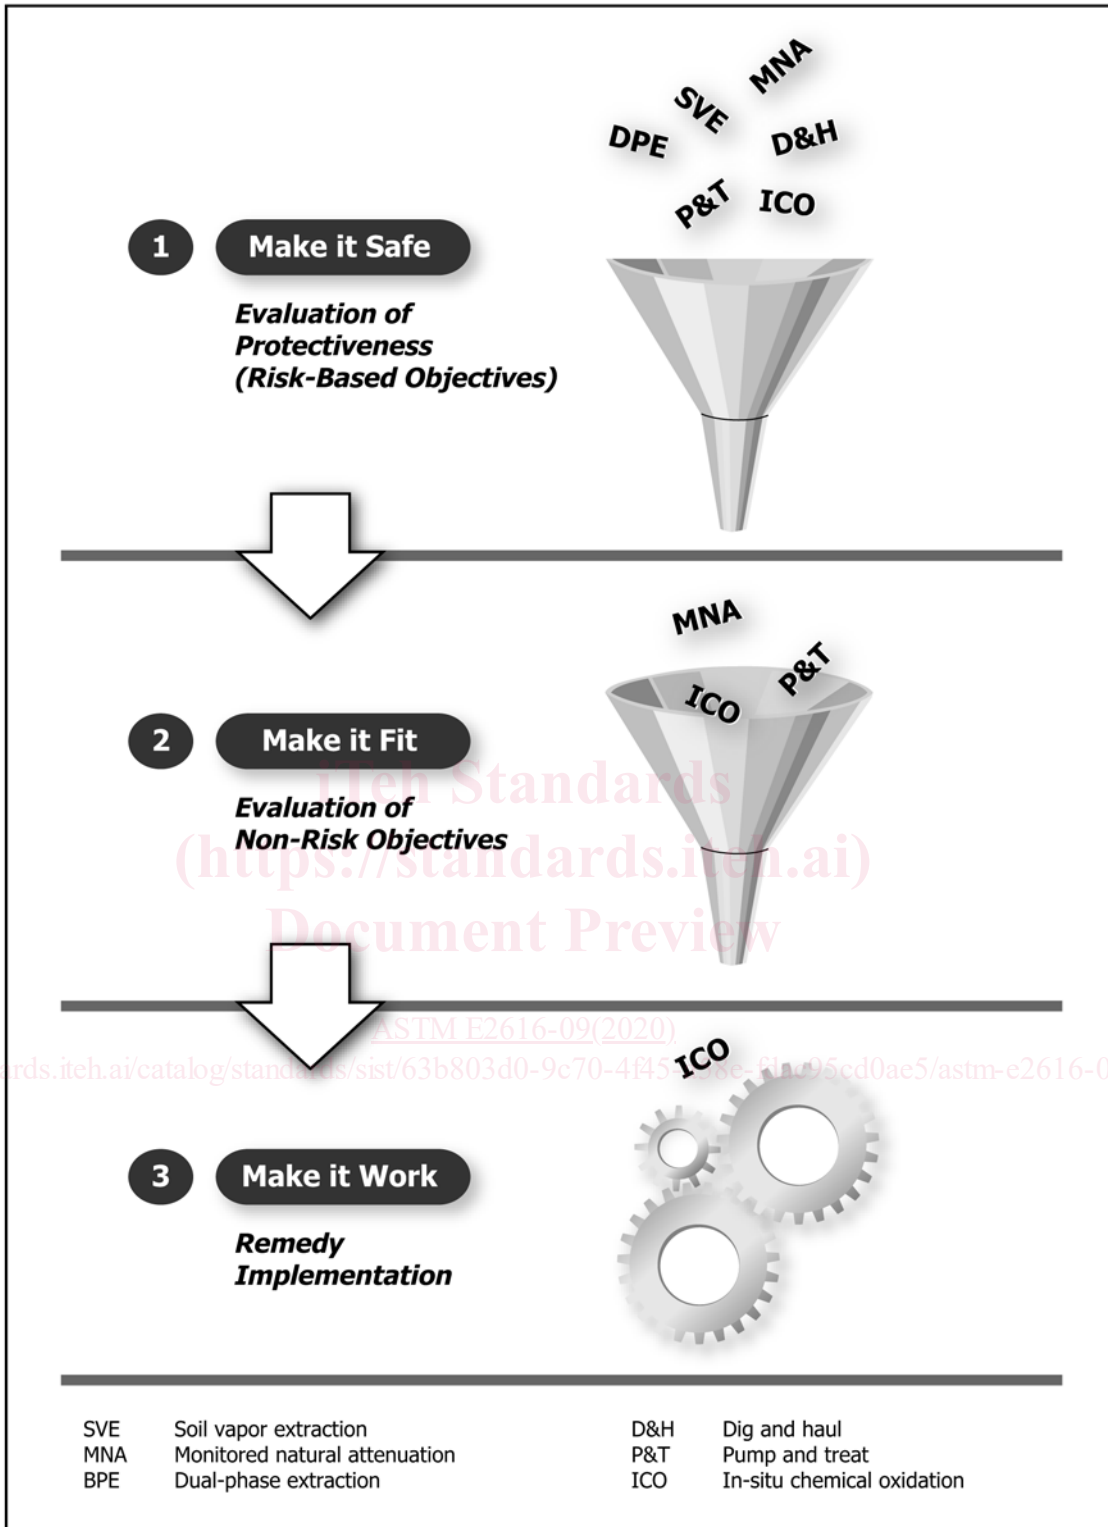 MNA
SVE
DPE
D&H
P&T
ICO
1
Make it Safe
Evaluation of
Protectiveness
(Risk-Based Objectives)
MNA
P&T
ICO
2
Make it Fit
iTeh Standards
Evaluation of
Non-Risk Objectives
(https://standards.iteh.ai)
Document Preview
ASTM E2616-09(2020)
ICO
3
Make it Work
Remedy
Implementation
SVE Soil vapor extraction
MNA Monitored natural attenuation
BPE Dual-phase extraction
D&H Dig and haul
P&T Pump and treat
ICO In-situ chemical oxidation